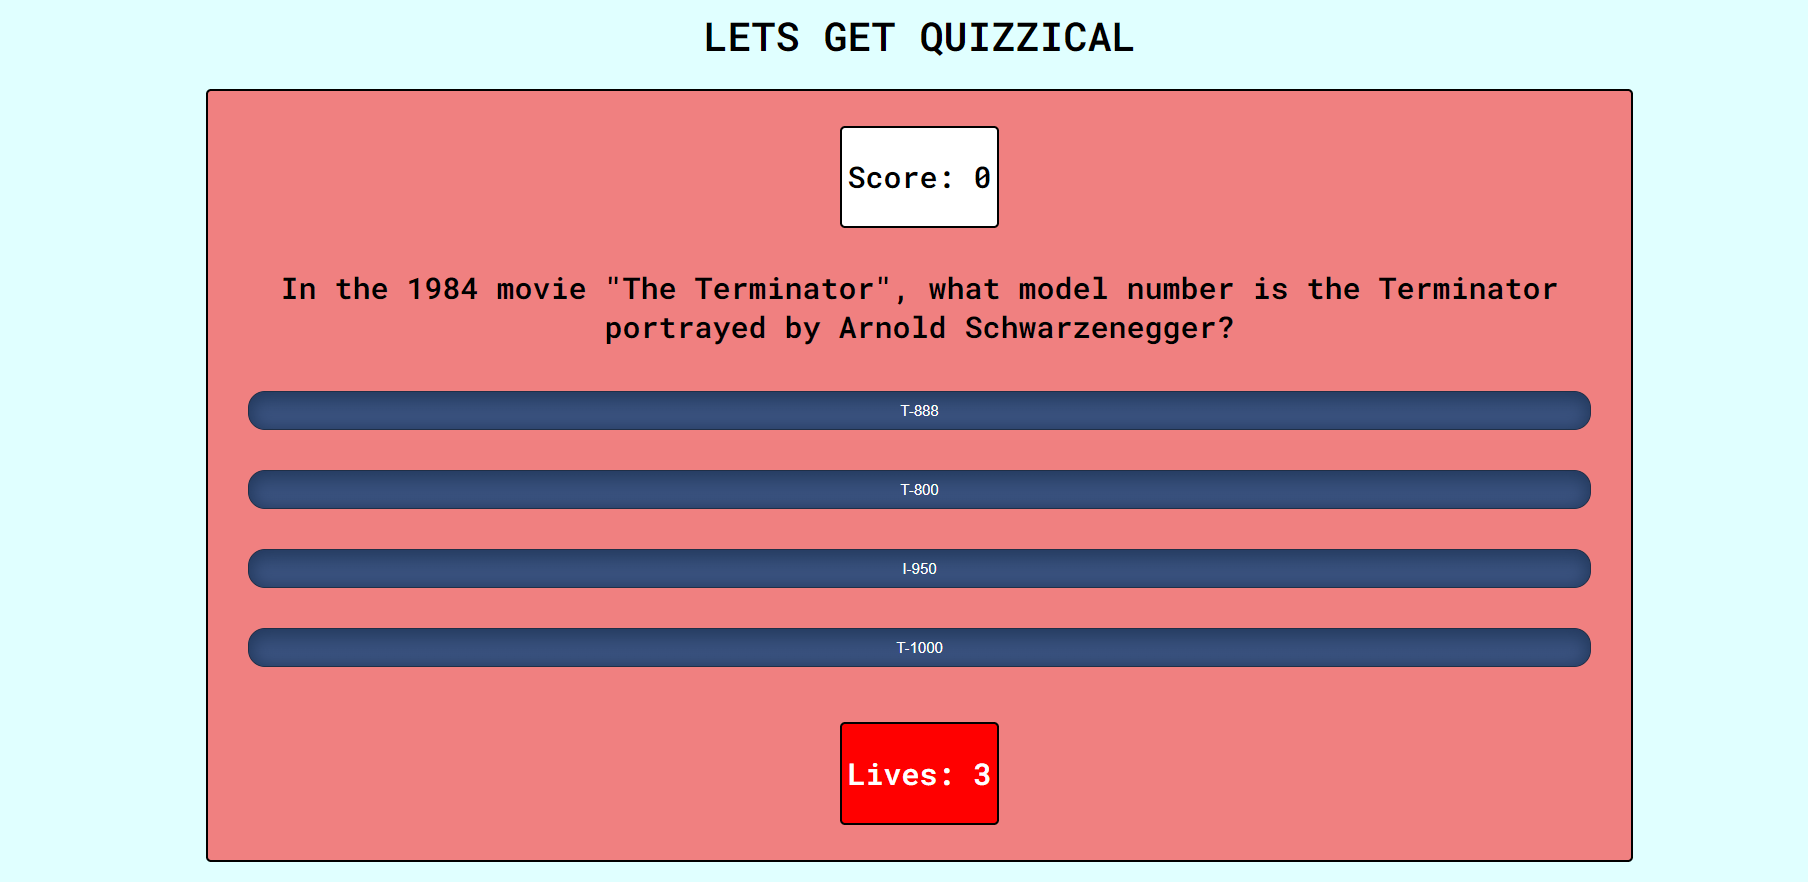 LETS GET QUIZZICAL
Score: 0
In the 1984 movie "The Terminator", what model number is the Terminator
portrayed by Arnold Schwarzenegger?
T-888
T-800
I-950
T-1000
Lives: 3